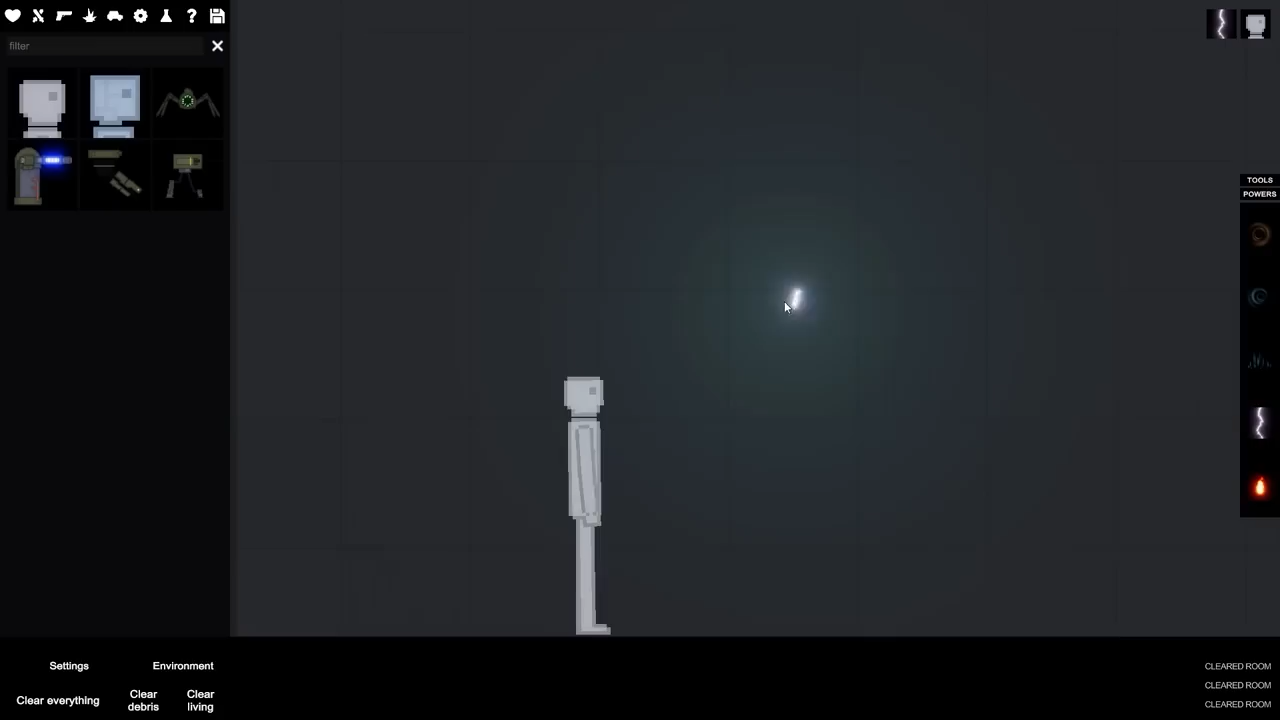 filter
TOOLS
POWERS
Settings
Environment
Clear everything
Clear
debris
Clear
living
CLEARED ROOM
CLEARED ROOM
CLEARED ROOM